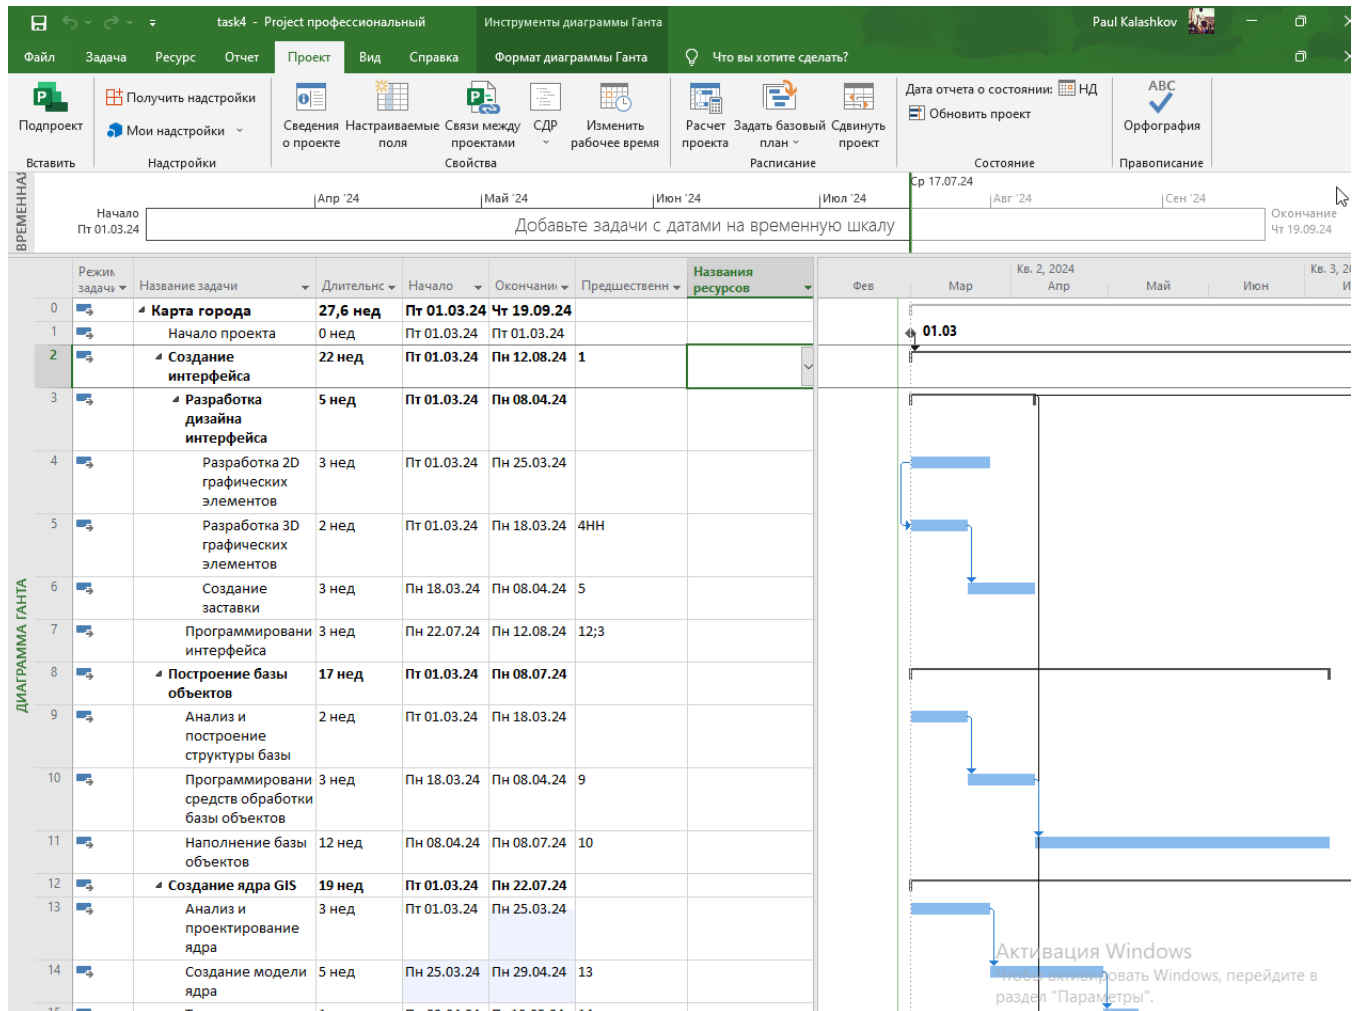 task4 - Project профессиональный
Инструменты диаграммы Ганта
Paul Kalashkov
Файл Задача Ресурс Отчет Проект Вид Справка Формат диаграммы Ганта Что вы хотите сделать?
Подпроект
Вставить
Получить надстройки
Мои надстройки
Надстройки
Сведения о проекте
Настраиваемые поля
Связи между проектами
СДР
Изменить рабочее время
Свойства
Расчет проекта
Задать базовый план
Сдвинуть проект
Расписание
Дата отчета о состоянии: НД
Обновить проект
Состояние
ABC
Орфография
Правописание
Ср 17.07.24
Апр '24 Май '24 Июн '24 Июл '24 Авг '24 Сен '24
Начало
Пт 01.03.24
Добавьте задачи с датами на временную шкалу
Окончание
Чт 19.09.24
Название задачи Начало
Названия ресурсов
Кв. 2, 2024
Фев Мар Апр Май Июн
0 Карта города 27,6 нед Пт 01.03.24 Чт 19.09.24
1 Начало проекта 0 нед Пт 01.03.24 Пт 01.03.24
01.03
2 Создание интерфейса 22 нед Пт 01.03.24 Пн 12.08.24 1
3 Разработка дизайна интерфейса 5 нед Пт 01.03.24 Пн 08.04.24
4 Разработка 2D графических элементов 3 нед Пт 01.03.24 Пн 25.03.24
5 Разработка 3D графических элементов 2 нед Пт 01.03.24 Пн 18.03.24 4НН
6 Создание заставки 3 нед Пн 18.03.24 Пн 08.04.24 5
7 Программировани интерфейса 3 нед Пн 22.07.24 Пн 12.08.24 12;3
8 Построение базы объектов 17 нед Пт 01.03.24 Пн 08.07.24
9 Анализ и построение структуры базы 2 нед Пт 01.03.24 Пн 18.03.24
10 Программировани средств обработки базы объектов 3 нед Пн 18.03.24 Пн 08.04.24 9
11 Наполнение базы объектов 12 нед Пн 08.04.24 Пн 08.07.24 10
12 Создание ядра GIS 19 нед Пт 01.03.24 Пн 22.07.24
13 Анализ и проектирование ядра 3 нед Пт 01.03.24 Пн 25.03.24
14 Создание модели ядра 5 нед Пн 25.03.24 Пн 29.04.24 13
ДИАГРАММА ГАНТА
Активация Windows
Чтобы активировать Windows, перейдите в
раздел "Параметры".